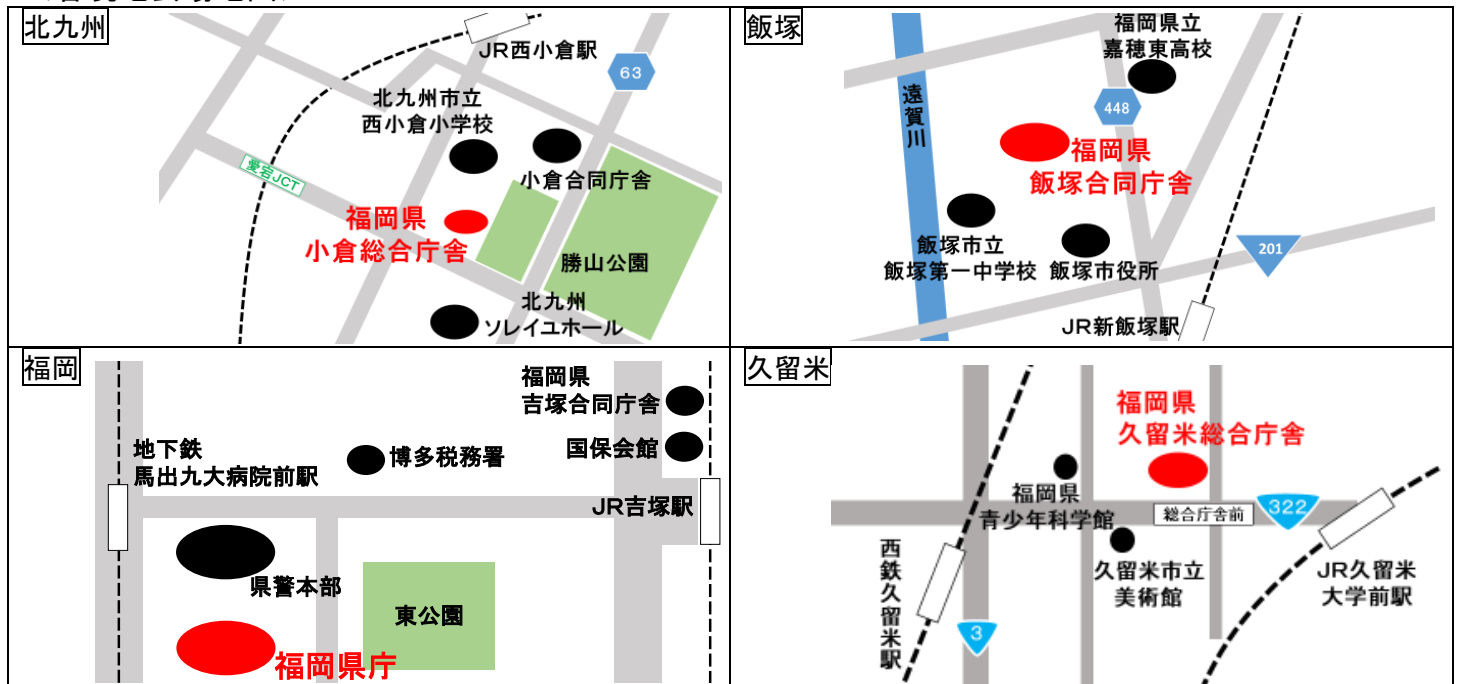 北九州
JR西小倉駅
63
北九州市立
西小倉小学校
小倉合同庁舎
愛宕JCT
福岡県
小倉総合庁舎
勝山公園
北九州
ソレイユホール
飯塚
福岡県立
嘉穂東高校
遠賀川
448
福岡県
飯塚合同庁舎
飯塚市立
飯塚第一中学校
飯塚市役所
201
JR新飯塚駅
福岡
福岡県
吉塚合同庁舎
国保会館
博多税務署
地下鉄
馬出九大病院前駅
JR吉塚駅
県警本部
東公園
福岡県庁
久留米
福岡県
久留米総合庁舎
福岡県
青少年科学館
総合庁舎前
322
西鉄久留米駅
久留米市立
美術館
JR久留米
大学前駅
3